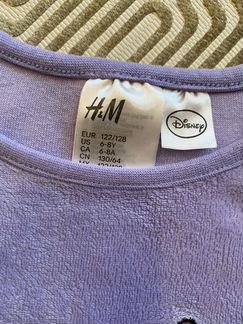 H&M
EUR 122/128
US 6-8Y
CA 6-8A
CN 130/64
Disney